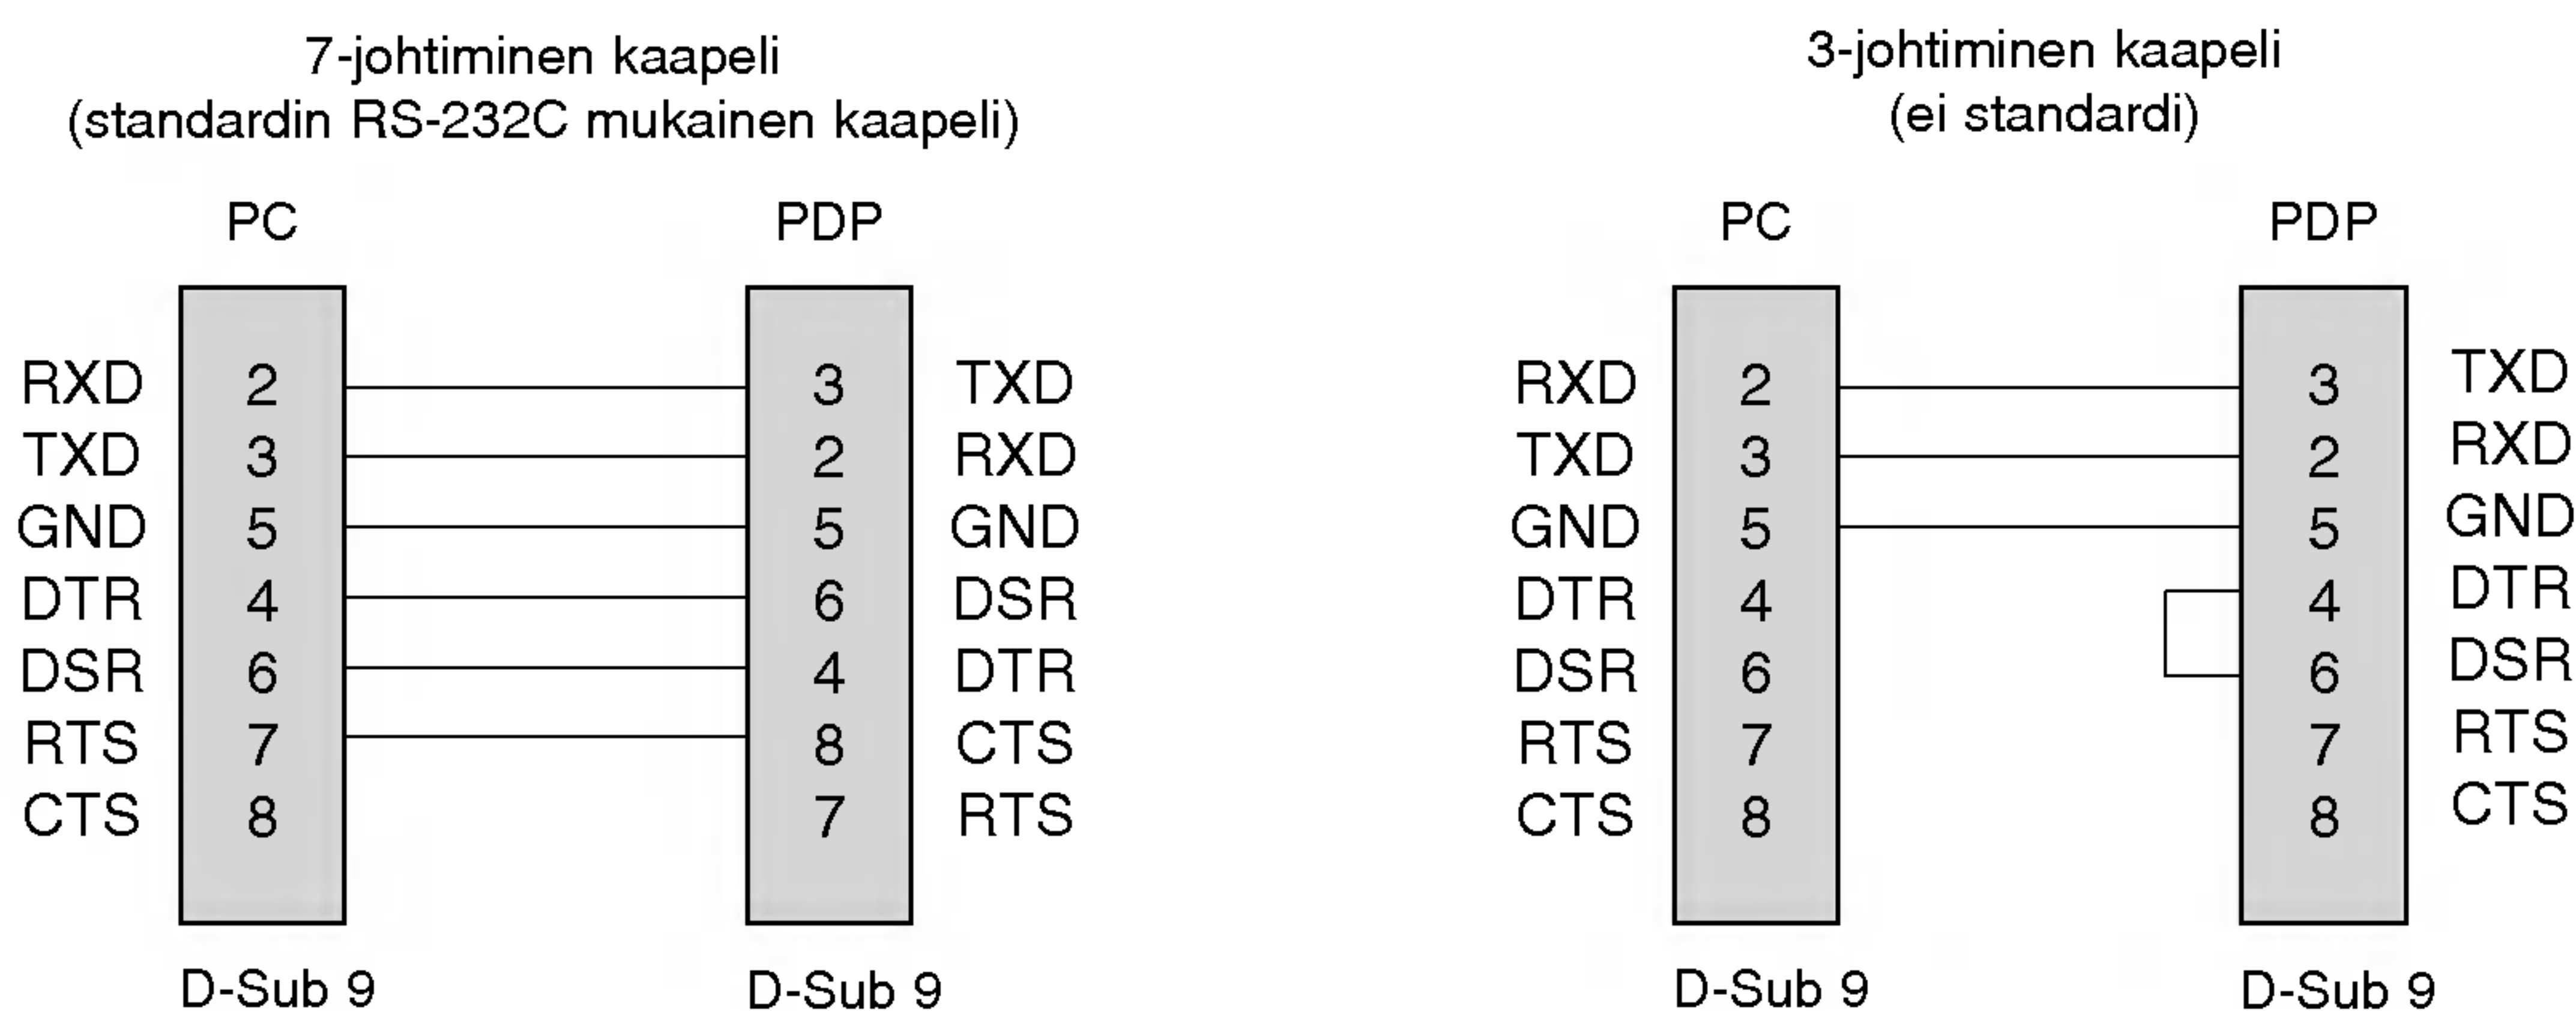 7-johtiminen kaapeli
(standardin RS-232C mukainen kaapeli)
PC PDP
RXD 2 3 TXD
TXD 3 2 RXD
GND 5 5 GND
DTR 4 6 DSR
DSR 6 4 DTR
RTS 7 8 CTS
CTS 8 7 RTS
D-Sub 9 D-Sub 9
3-johtiminen kaapeli
(ei standardi)
PC PDP
RXD 2 3 TXD
TXD 3 2 RXD
GND 5 5 GND
DTR 4 4 DTR
DSR 6 6 DSR
RTS 7 7 RTS
CTS 8 8 CTS
D-Sub 9 D-Sub 9